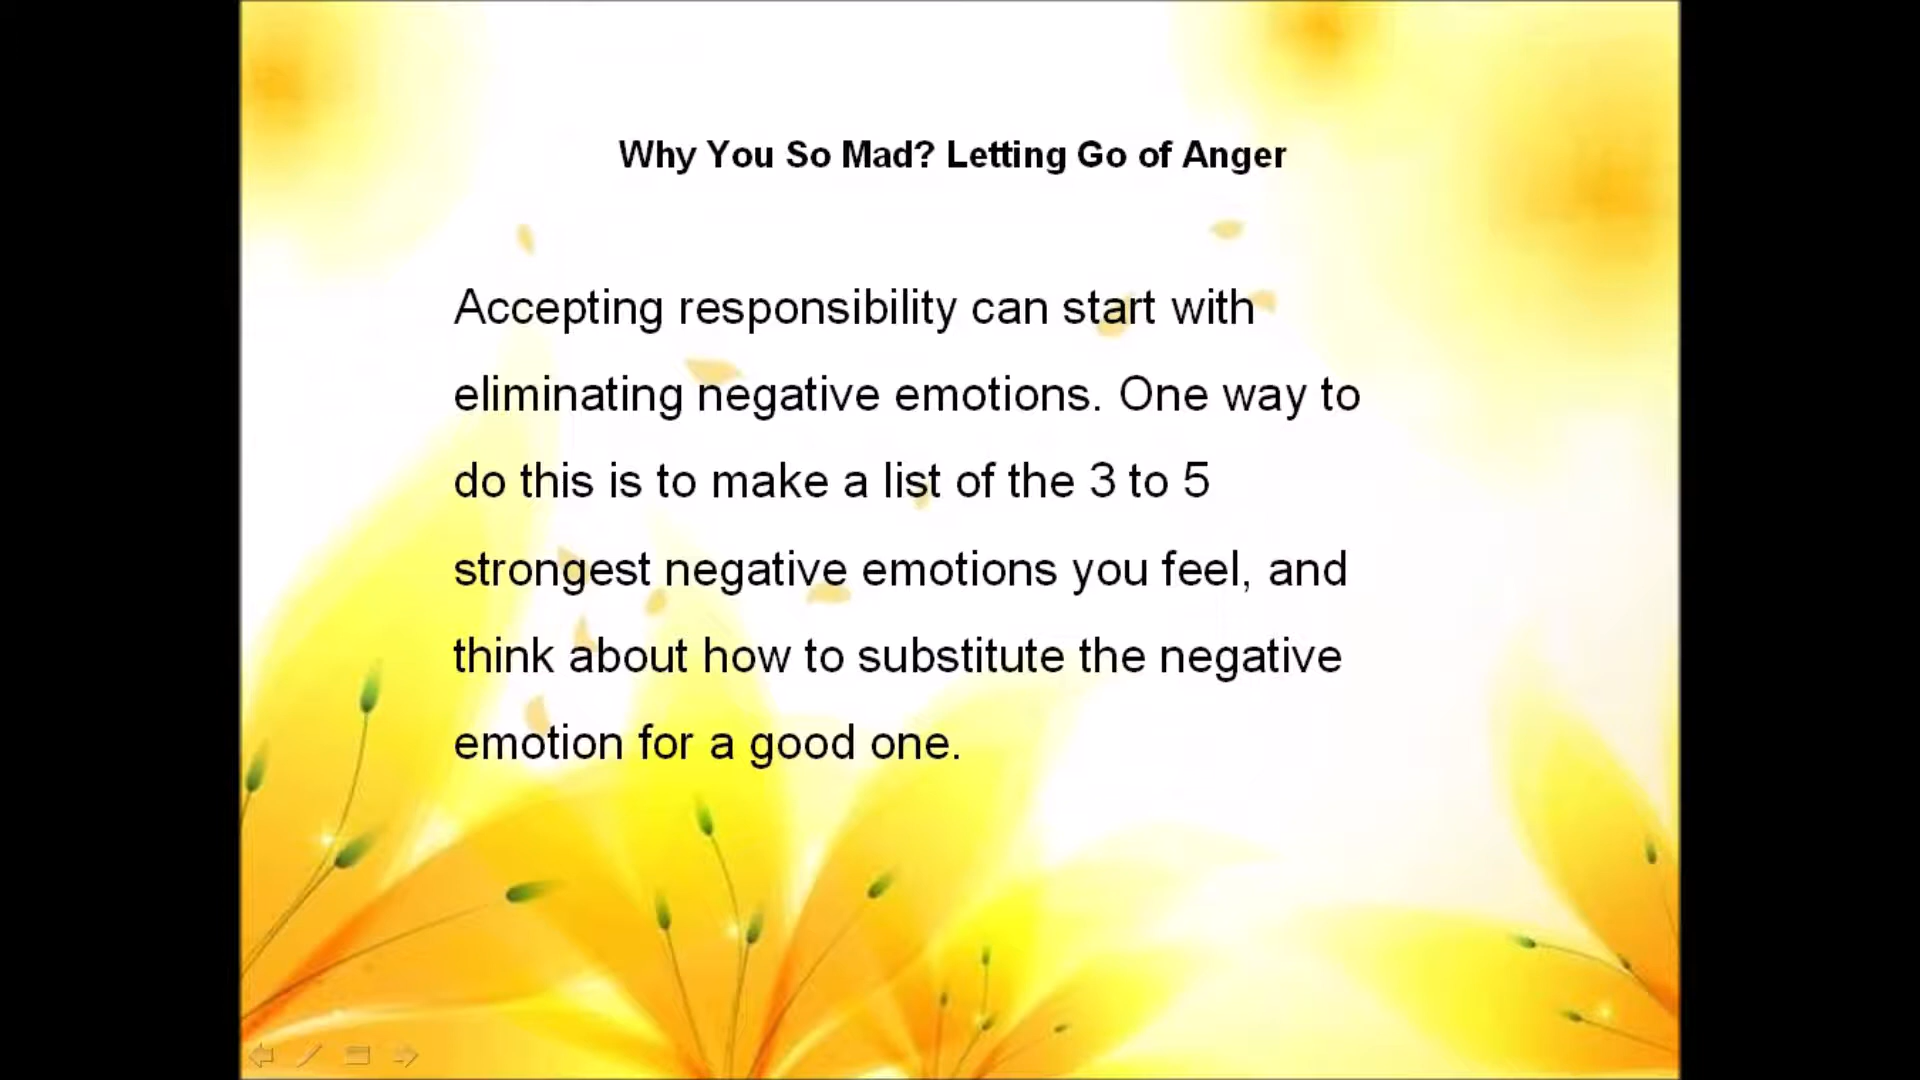 Why You So Mad? Letting Go of Anger
Accepting responsibility can start with
eliminating negative emotions. One way to
do this is to make a list of the 3 to 5
strongest negative emotions you feel, and
think about how to substitute the negative
emotion for a good one.